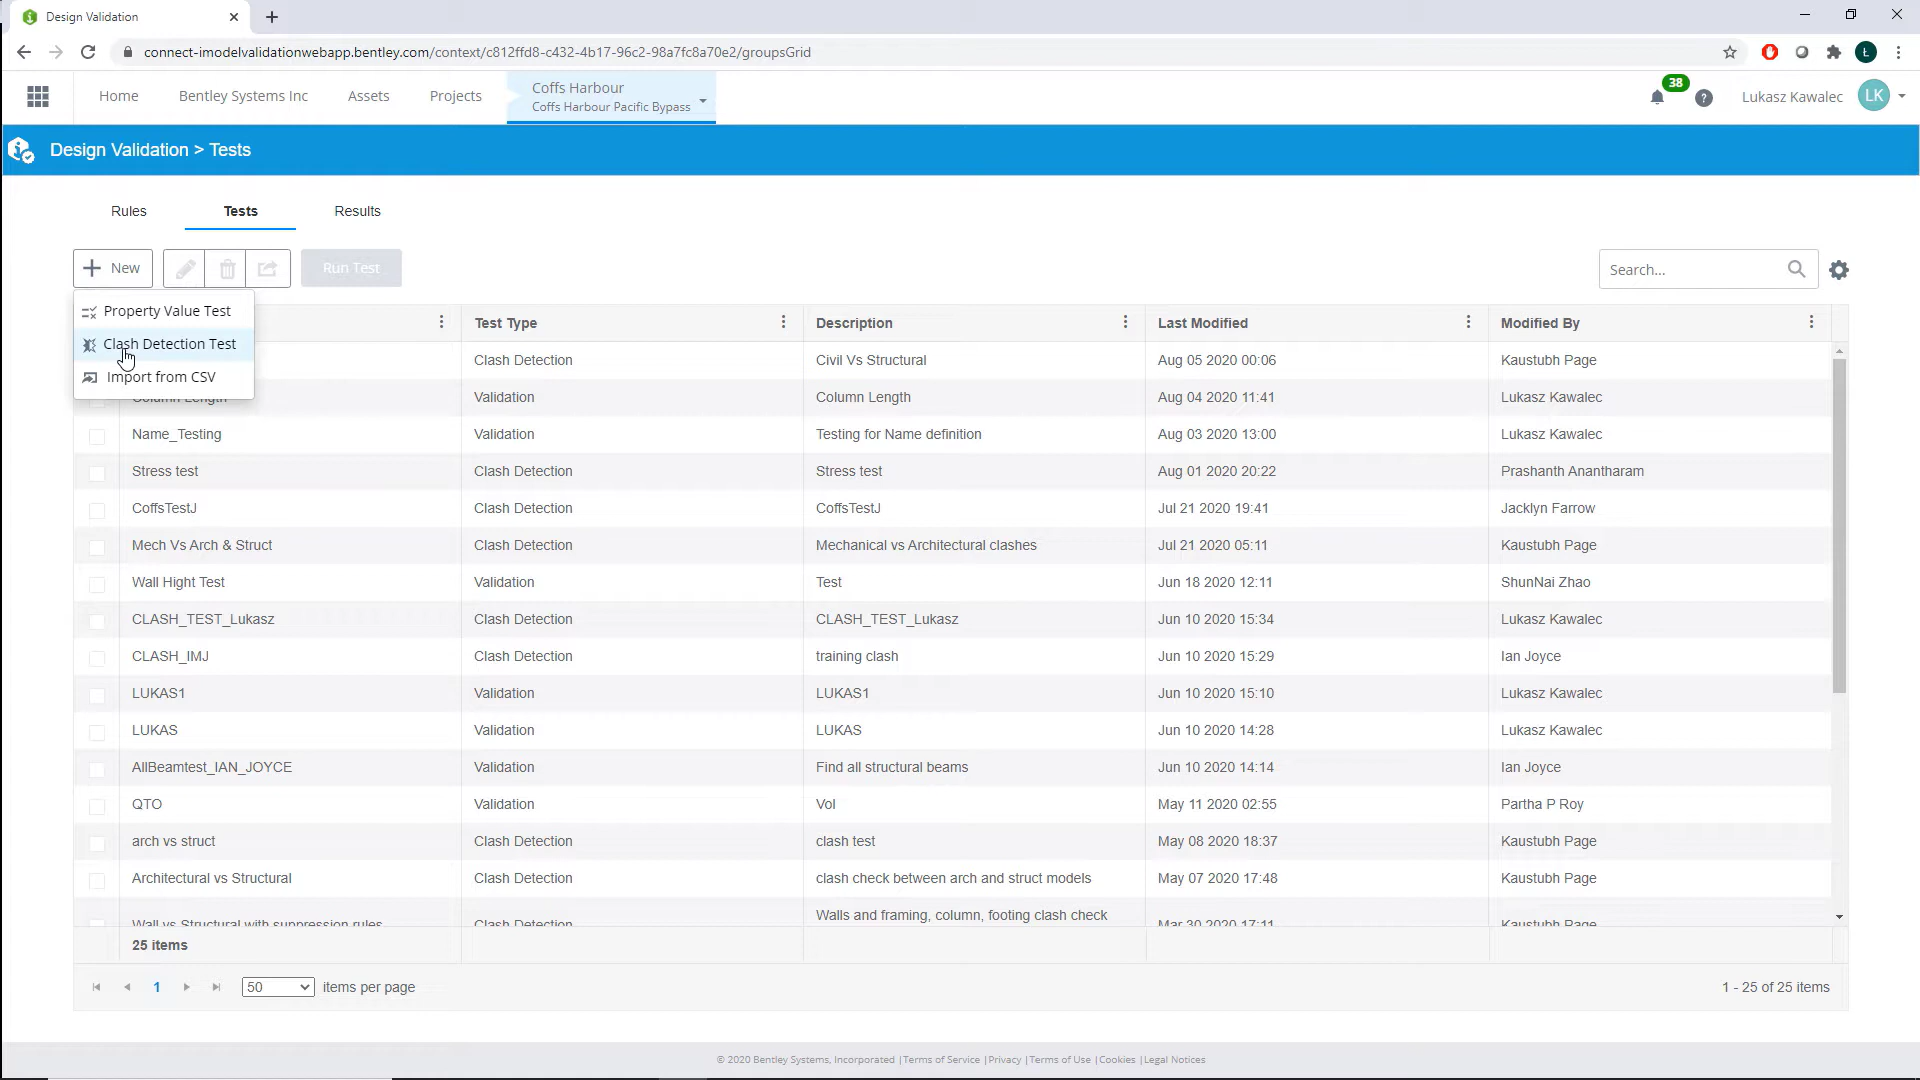 Design Validation
connect-imodelvalidationwebapp.bentley.com/context/c812ffd8-c432-4b17-96c2-98a7fc8a70e2/groupsGrid
Ł
Home
Bentley Systems Inc
Assets
Projects
Coffs Harbour
Coffs Harbour Pacific Bypass
38
Lukasz Kawalec
LK
Design Validation > Tests
Rules
Tests
Results
New
Run Test
Search...
Property Value Test
Clash Detection Test
Import from CSV
Test Type
Description
Last Modified
Modified By
Clash Detection Civil Vs Structural Aug 05 2020 00:06 Kaustubh Page
Column Length Validation Column Length Aug 04 2020 11:41 Lukasz Kawalec
Name_Testing Validation Testing for Name definition Aug 03 2020 13:00 Lukasz Kawalec
Stress test Clash Detection Stress test Aug 01 2020 20:22 Prashanth Anantharam
CoffsTestJ Clash Detection CoffsTestJ Jul 21 2020 19:41 Jacklyn Farrow
Mech Vs Arch & Struct Clash Detection Mechanical vs Architectural clashes Jul 21 2020 05:11 Kaustubh Page
Wall Hight Test Validation Test Jun 18 2020 12:11 ShunNai Zhao
CLASH_TEST_Lukasz Clash Detection CLASH_TEST_Lukasz Jun 10 2020 15:34 Lukasz Kawalec
CLASH_IMJ Clash Detection training clash Jun 10 2020 15:29 Ian Joyce
LUKAS1 Validation LUKAS1 Jun 10 2020 15:10 Lukasz Kawalec
LUKAS Validation LUKAS Jun 10 2020 14:28 Lukasz Kawalec
AllBeamtest_IAN_JOYCE Validation Find all structural beams Jun 10 2020 14:14 Ian Joyce
QTO Validation Vol May 11 2020 02:55 Partha P Roy
arch vs struct Clash Detection clash test May 08 2020 18:37 Kaustubh Page
Architectural vs Structural Clash Detection clash check between arch and struct models May 07 2020 17:48 Kaustubh Page
Wall vs Structural with suppression rules Clash Detection Walls and framing, column, footing clash check Mar 30 2020 17:11 Kaustubh Page
25 items
1
50
items per page
1 - 25 of 25 items
© 2020 Bentley Systems, Incorporated |Terms of Service |Privacy |Terms of Use |Cookies |Legal Notices